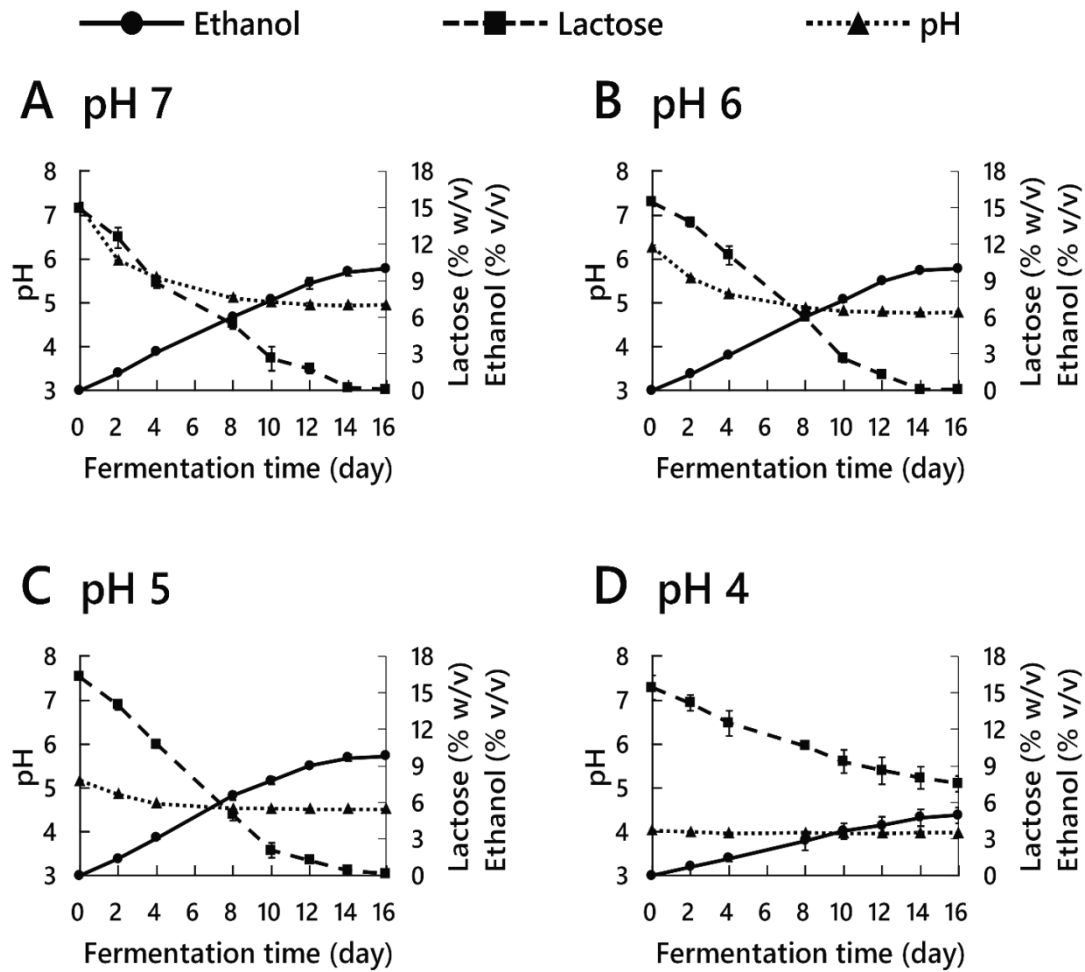 Ethanol Lactose pH
A pH 7
8
7
6
5
4
3
pH
18
15
12
9
6
3
0
Lactose (% w/v)
Ethanol (% v/v)
0 2 4 6 8 10 12 14 16
Fermentation time (day)
B pH 6
8
7
6
5
4
3
pH
18
15
12
9
6
3
0
Lactose (% w/v)
Ethanol (% v/v)
0 2 4 6 8 10 12 14 16
Fermentation time (day)
C pH 5
8
7
6
5
4
3
pH
18
15
12
9
6
3
0
Lactose (% w/v)
Ethanol (% v/v)
0 2 4 6 8 10 12 14 16
Fermentation time (day)
D pH 4
8
7
6
5
4
3
pH
18
15
12
9
6
3
0
Lactose (% w/v)
Ethanol (% v/v)
0 2 4 6 8 10 12 14 16
Fermentation time (day)